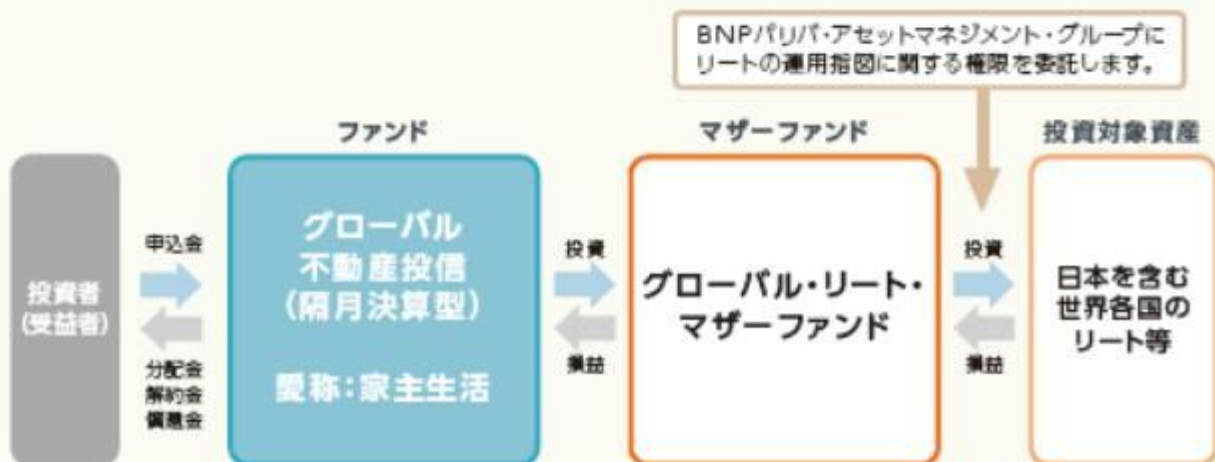 BNPパリバ・アセットマネジメント・グループに
リートの運用指図に関する権限を委託します。
ファンド
マザーファンド
投資対象資産
投資者
(受益者)
申込金
分配金
解約金
償還金
グローバル
不動産投信
(隔月決算型)
愛称:家主生活
投資
損益
グローバル・リート・
マザーファンド
投資
損益
日本を含む
世界各国の
リート等